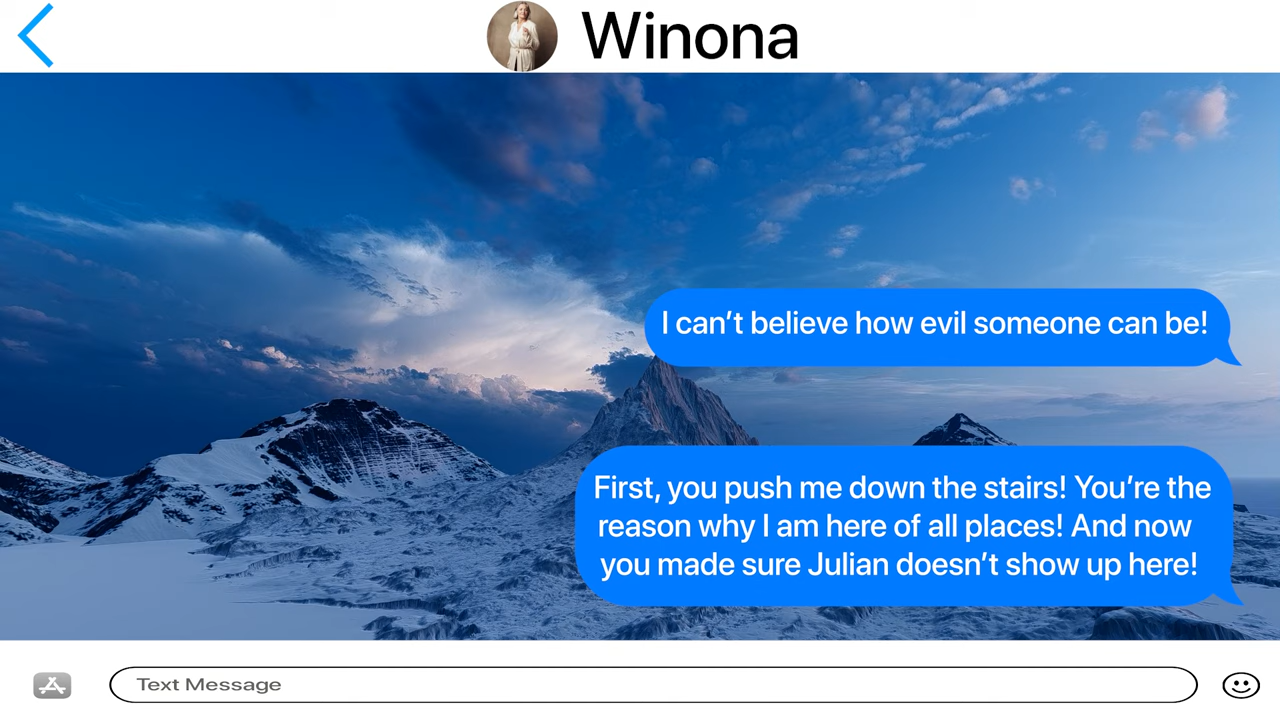 Winona
I can’t believe how evil someone can be!
First, you push me down the stairs! You’re the
reason why I am here of all places! And now
you made sure Julian doesn’t show up here!
Text Message